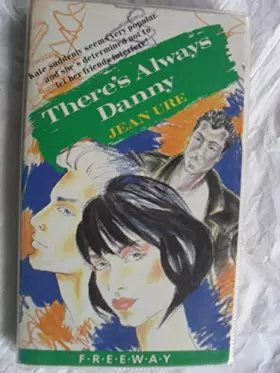 Kate suddenly seems very popular
and she's determined not to
let her friends interfere
There's Always
Danny
JEAN URE
F·R·E·E·W·A·Y